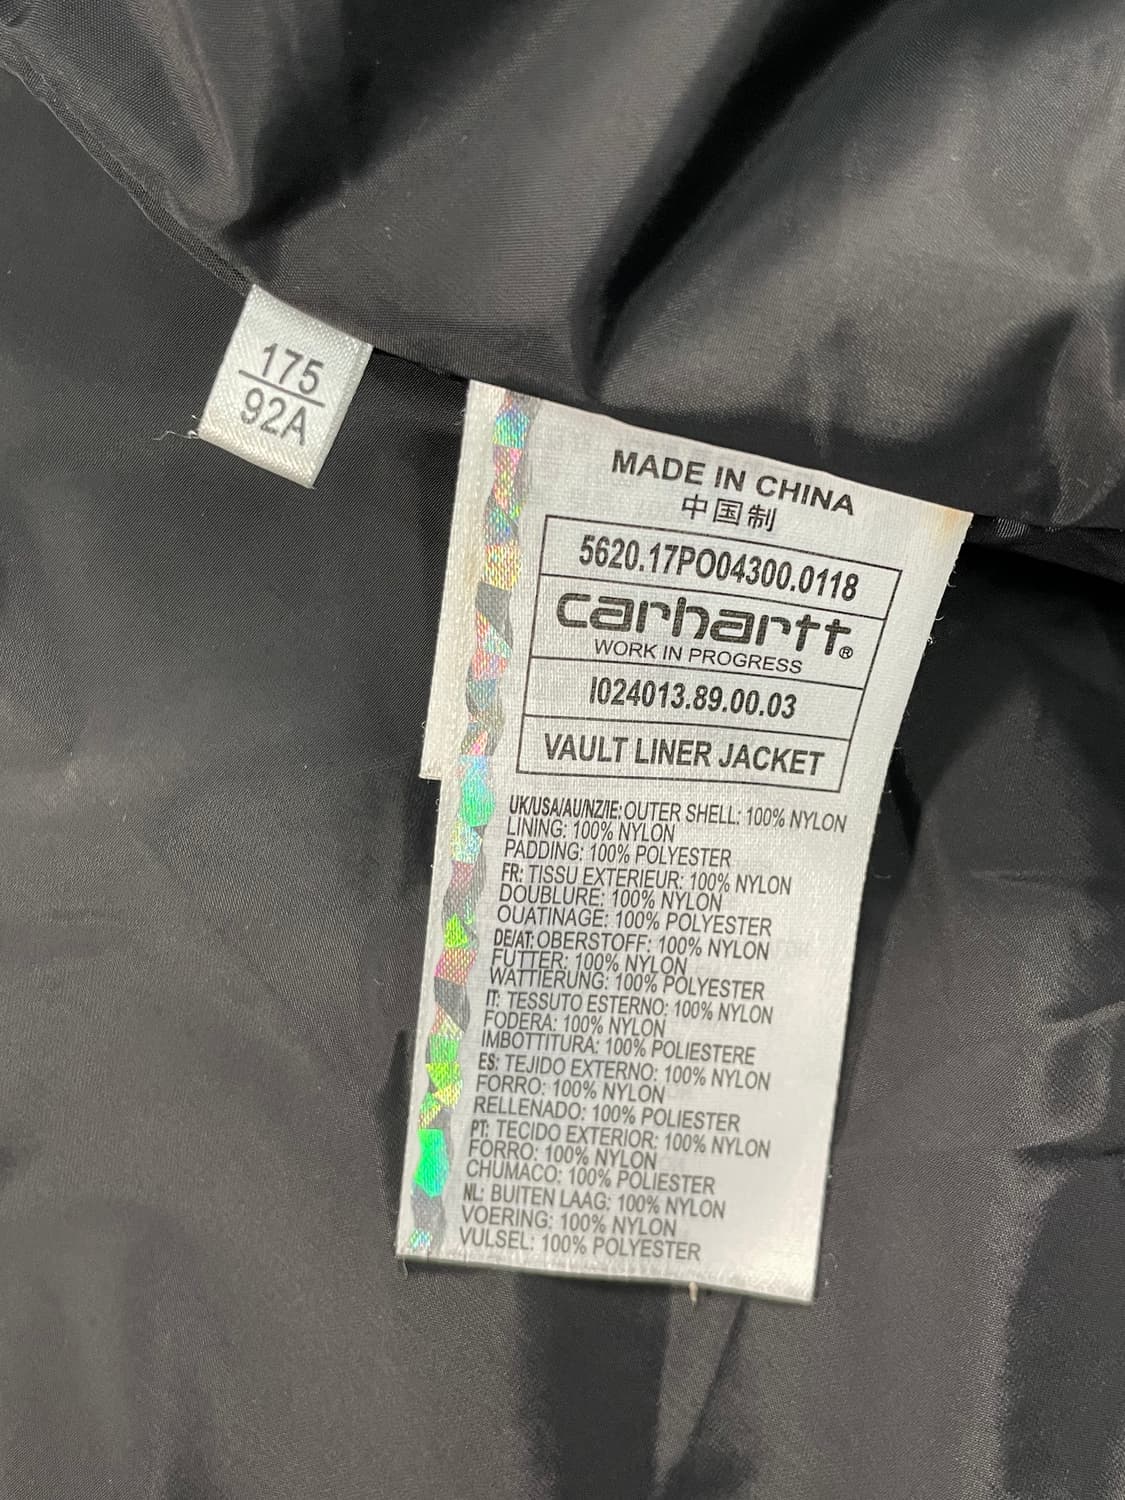 175
92A
MADE IN CHINA
中国制
5620.17PO04300.0118
carhartt®
WORK IN PROGRESS
I024013.89.00.03
VAULT LINER JACKET
UK/USA/AU/NZ/IE: OUTER SHELL: 100% NYLON
LINING: 100% NYLON
PADDING: 100% POLYESTER
FR: TISSU EXTERIEUR: 100% NYLON
DOUBLURE: 100% NYLON
OUATINAGE: 100% POLYESTER
DE/AT: OBERSTOFF: 100% NYLON
FUTTER: 100% NYLON
WATTIERUNG: 100% POLYESTER
IT: TESSUTO ESTERNO: 100% NYLON
FODERA: 100% NYLON
IMBOTTITURA: 100% POLIESTERE
ES: TEJIDO EXTERNO: 100% NYLON
FORRO: 100% NYLON
RELLENADO: 100% POLIESTER
PT: TECIDO EXTERIOR: 100% NYLON
FORRO: 100% NYLON
CHUMACO: 100% POLIESTER
NL: BUITEN LAAG: 100% NYLON
VOERING: 100% NYLON
VULSEL: 100% POLYESTER